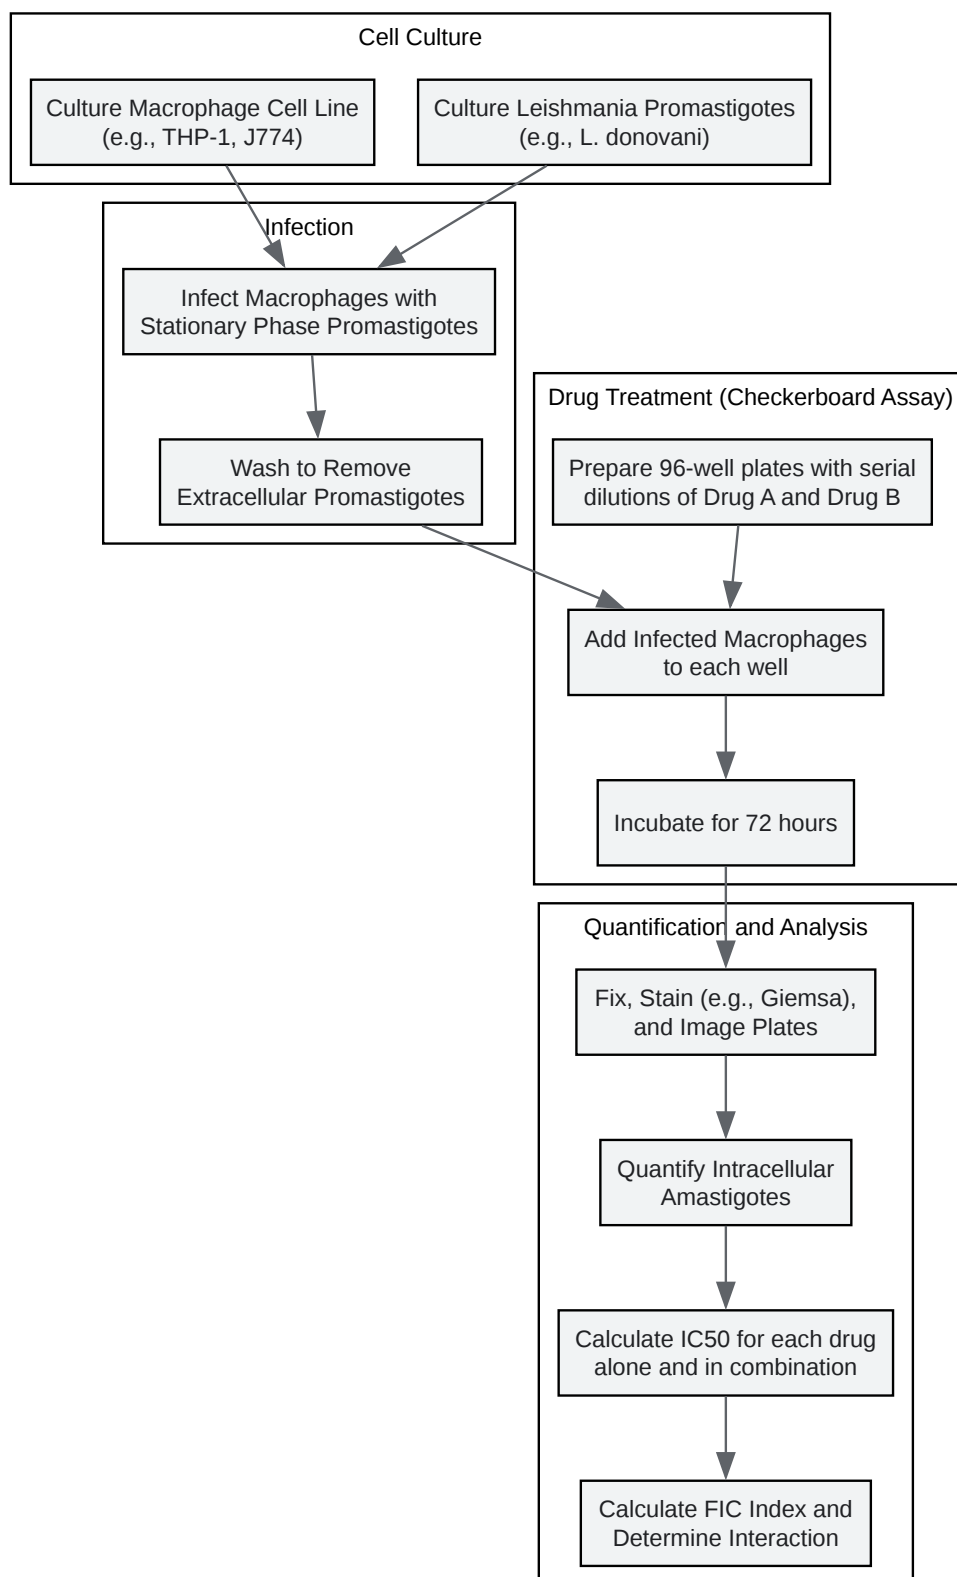 Cell Culture
Culture Macrophage Cell Line
(e.g., THP-1, J774)
Culture Leishmania Promastigotes
(e.g., L. donovani)
Infection
Infect Macrophages with
Stationary Phase Promastigotes
Wash to Remove
Extracellular Promastigotes
Drug Treatment (Checkerboard Assay)
Prepare 96-well plates with serial
dilutions of Drug A and Drug B
Add Infected Macrophages
to each well
Incubate for 72 hours
Quantification and Analysis
Fix, Stain (e.g., Giemsa),
and Image Plates
Quantify Intracellular
Amastigotes
Calculate IC50 for each drug
alone and in combination
Calculate FIC Index and
Determine Interaction